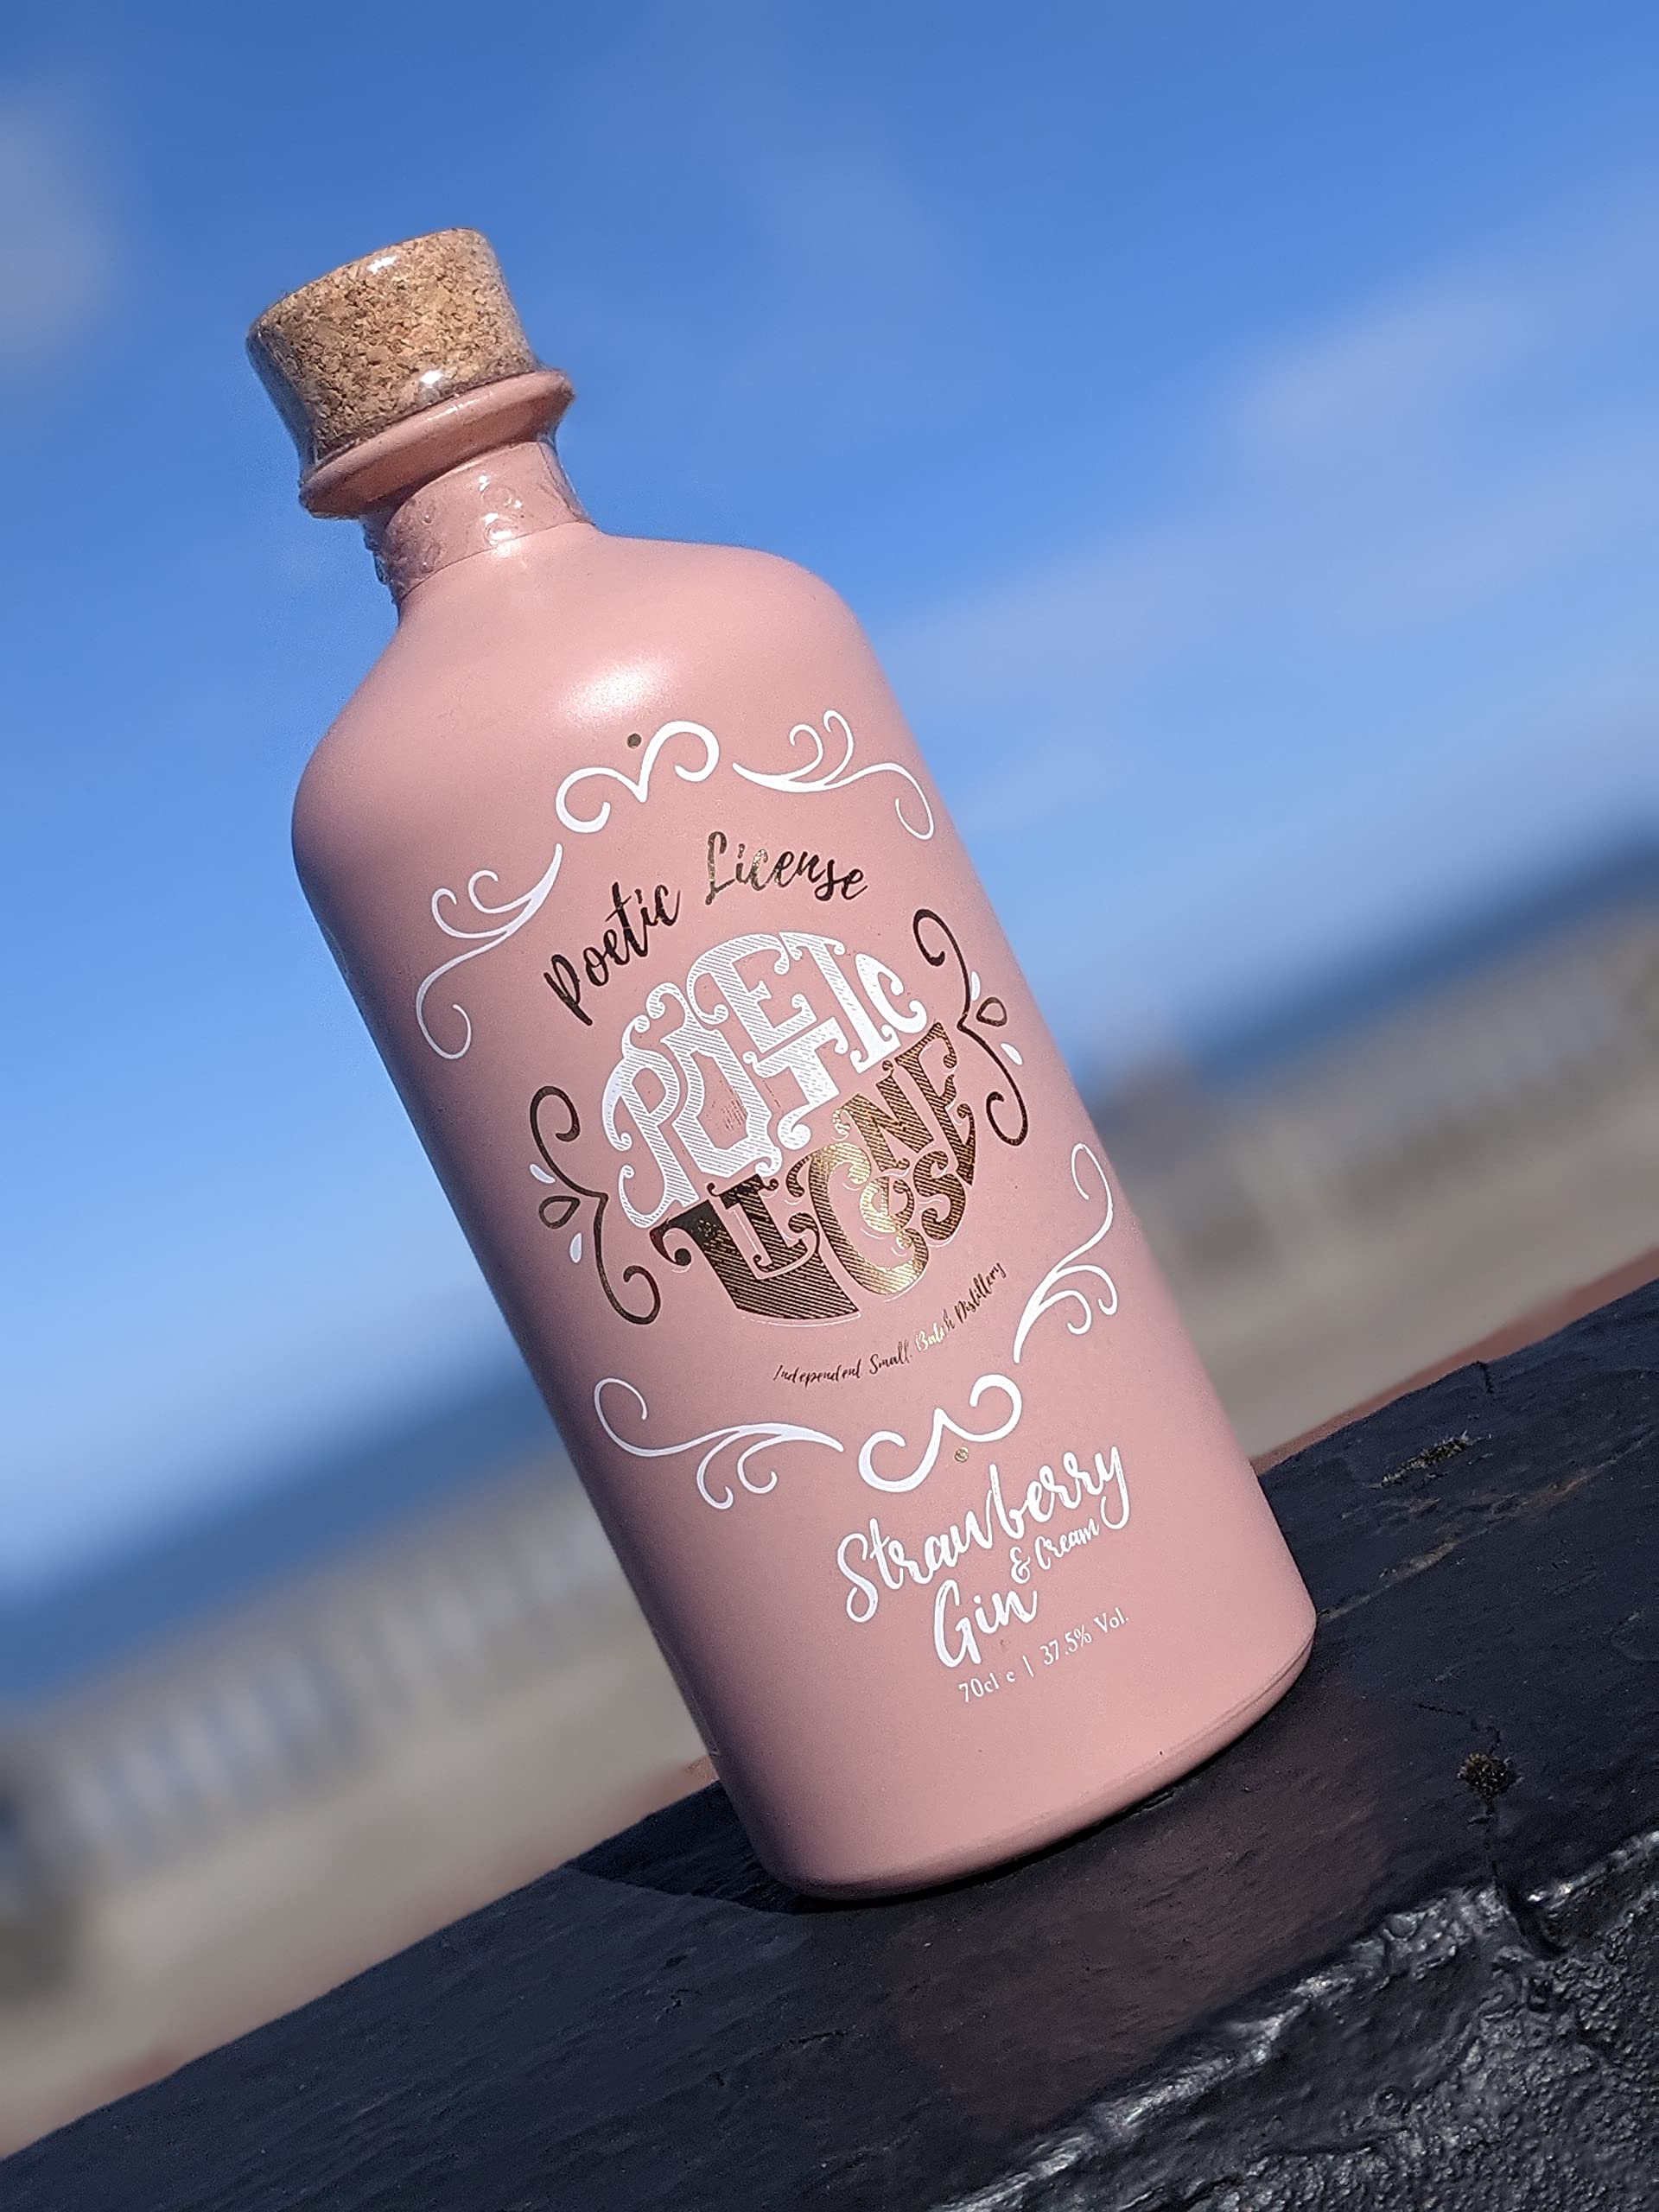 Poetic License
POETIC
LICENSE
Independent Small Batch Distillery
Strawberry
& Cream
Gin
70cl e | 37.5% Vol.